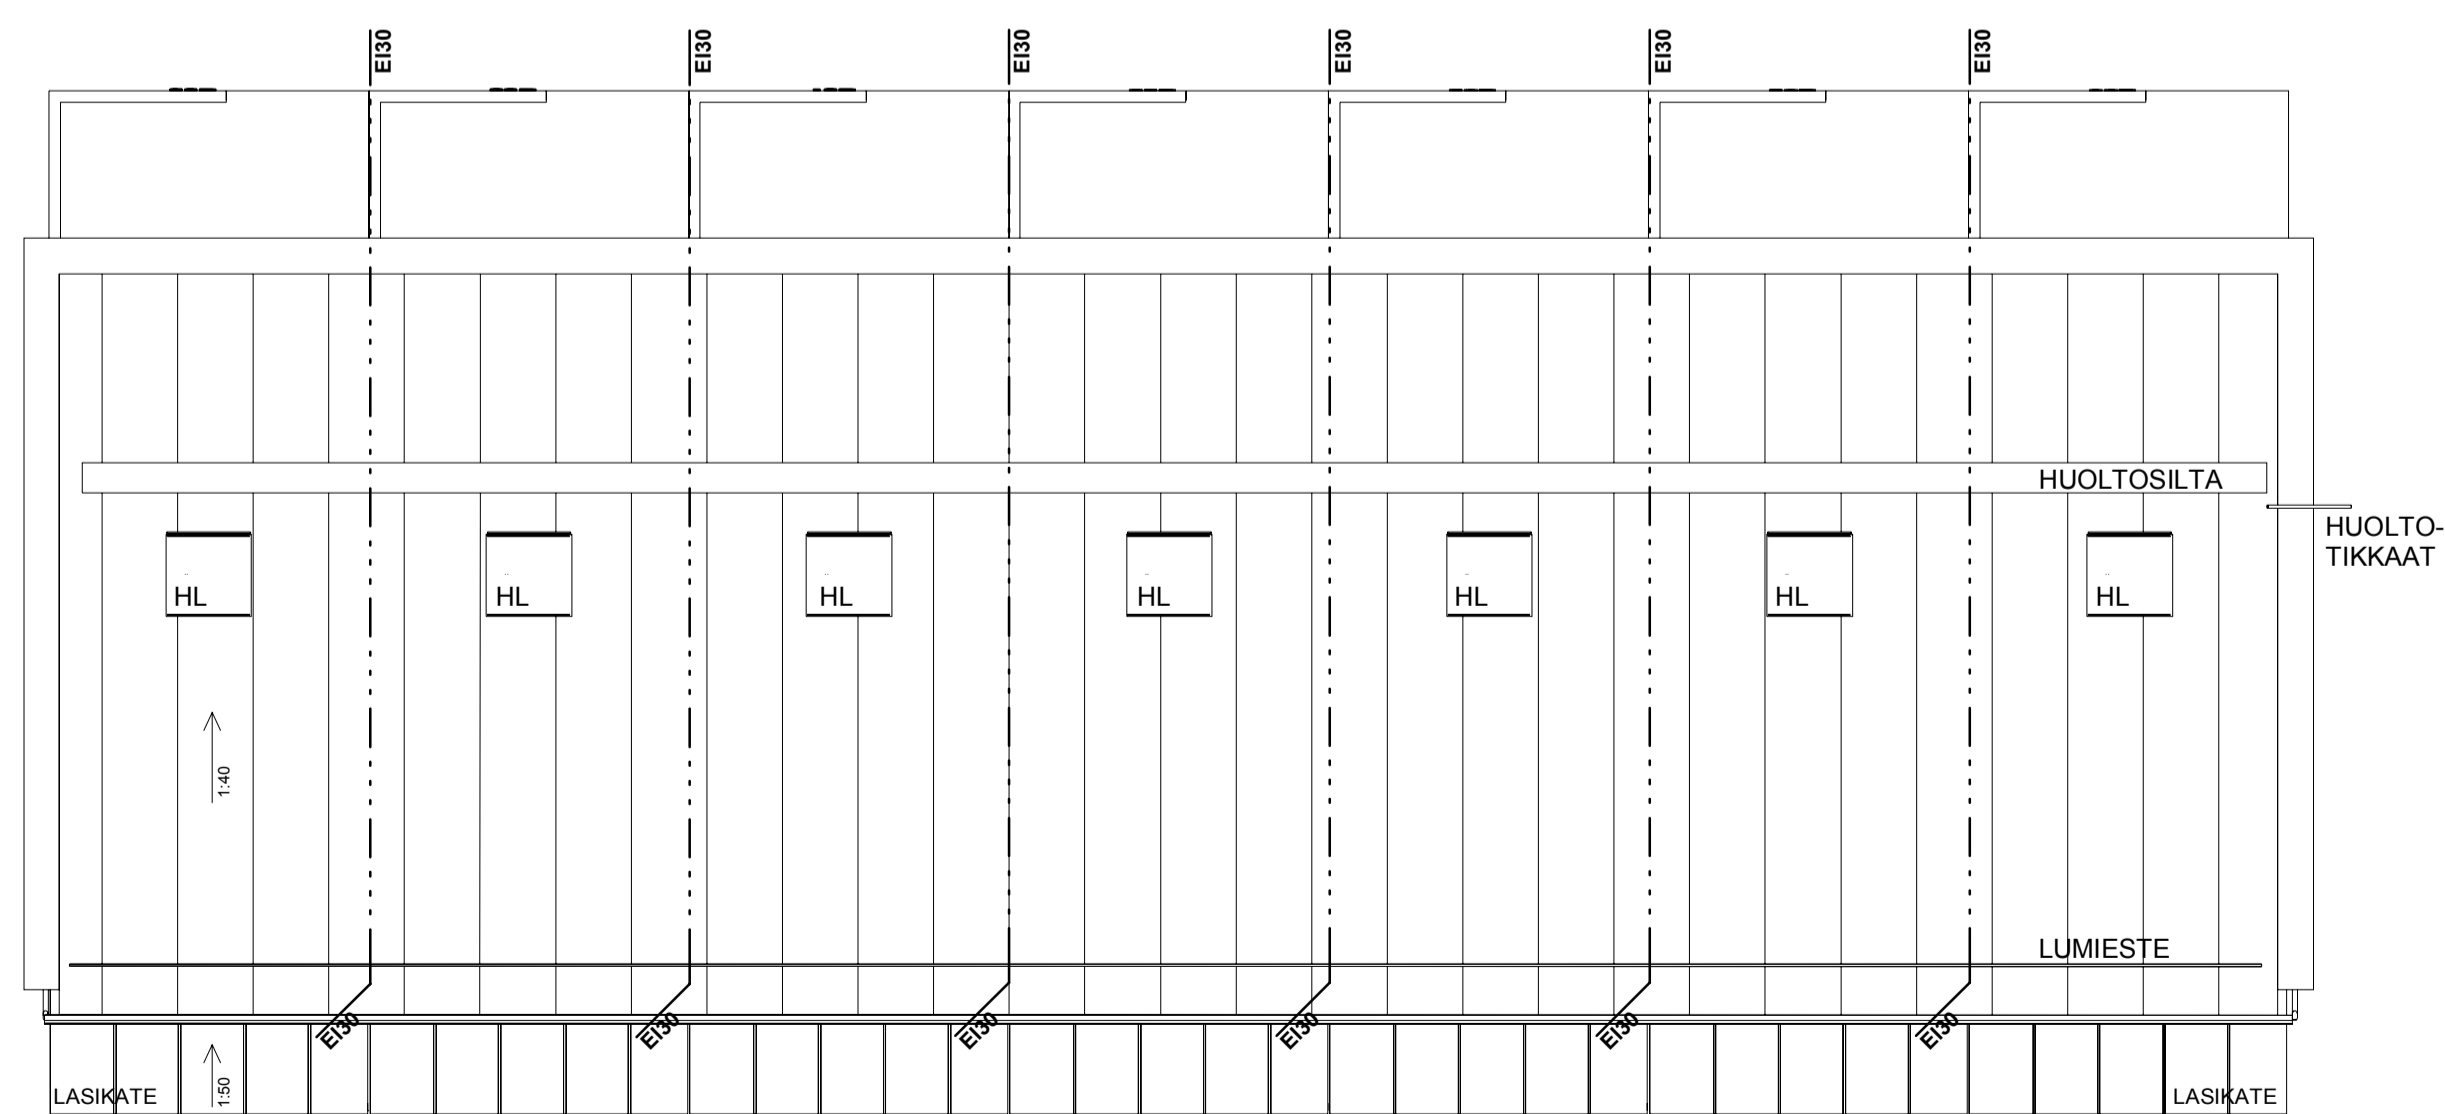 EI30
EI30
EI30
EI30
EI30
EI30
HUOLTOSILTA
HUOLTO-
TIKKAAT
HL
HL
HL
HL
HL
HL
HL
1:40
LUMIESTE
EI30
EI30
EI30
EI30
EI30
EI30
LASIKATE
1:50
LASIKATE